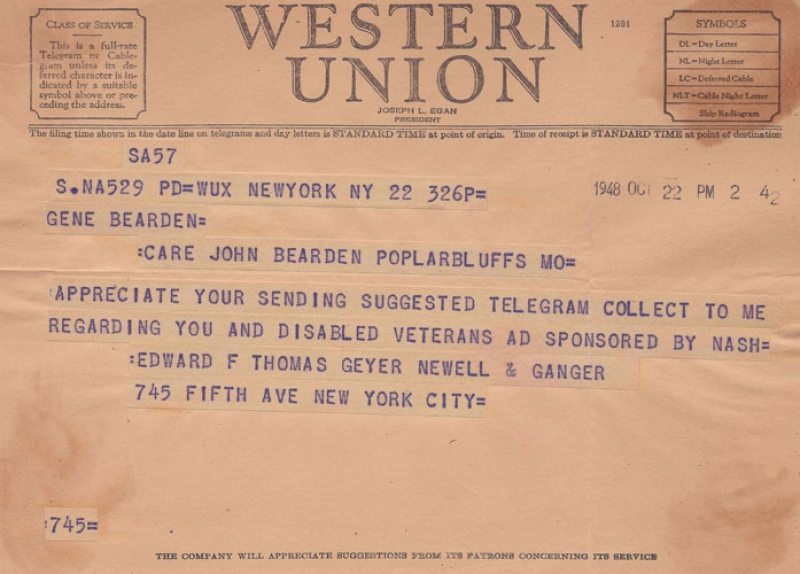 CLASS OF SERVICE
This is a full-rate
Telegram or Cable-
gram unless its de-
ferred character is in-
dicated by a suitable
symbol above or pre-
ceding the address.
WESTERN
UNION
JOSEPH L. EGAN
PRESIDENT
1201
SYMBOLS
DL=Day Letter
NL=Night Letter
LC=Deferred Cable
NLT=Cable Night Letter
Ship Radiogram
The filing time shown in the date line on telegrams and day letters is STANDARD TIME at point of origin. Time of receipt is STANDARD TIME at point of destination
SA57
S.NA529 PD=WUX NEWYORK NY 22 326P=
1948 OCT 22 PM 2 42
GENE BEARDEN=
:CARE JOHN BEARDEN POPLARBLUFFS MO=
:APPRECIATE YOUR SENDING SUGGESTED TELEGRAM COLLECT TO ME
REGARDING YOU AND DISABLED VETERANS AD SPONSORED BY NASH=
:EDWARD F THOMAS GEYER NEWELL & GANGER
745 FIFTH AVE NEW YORK CITY=
:745=
THE COMPANY WILL APPRECIATE SUGGESTIONS FROM ITS PATRONS CONCERNING ITS SERVICE